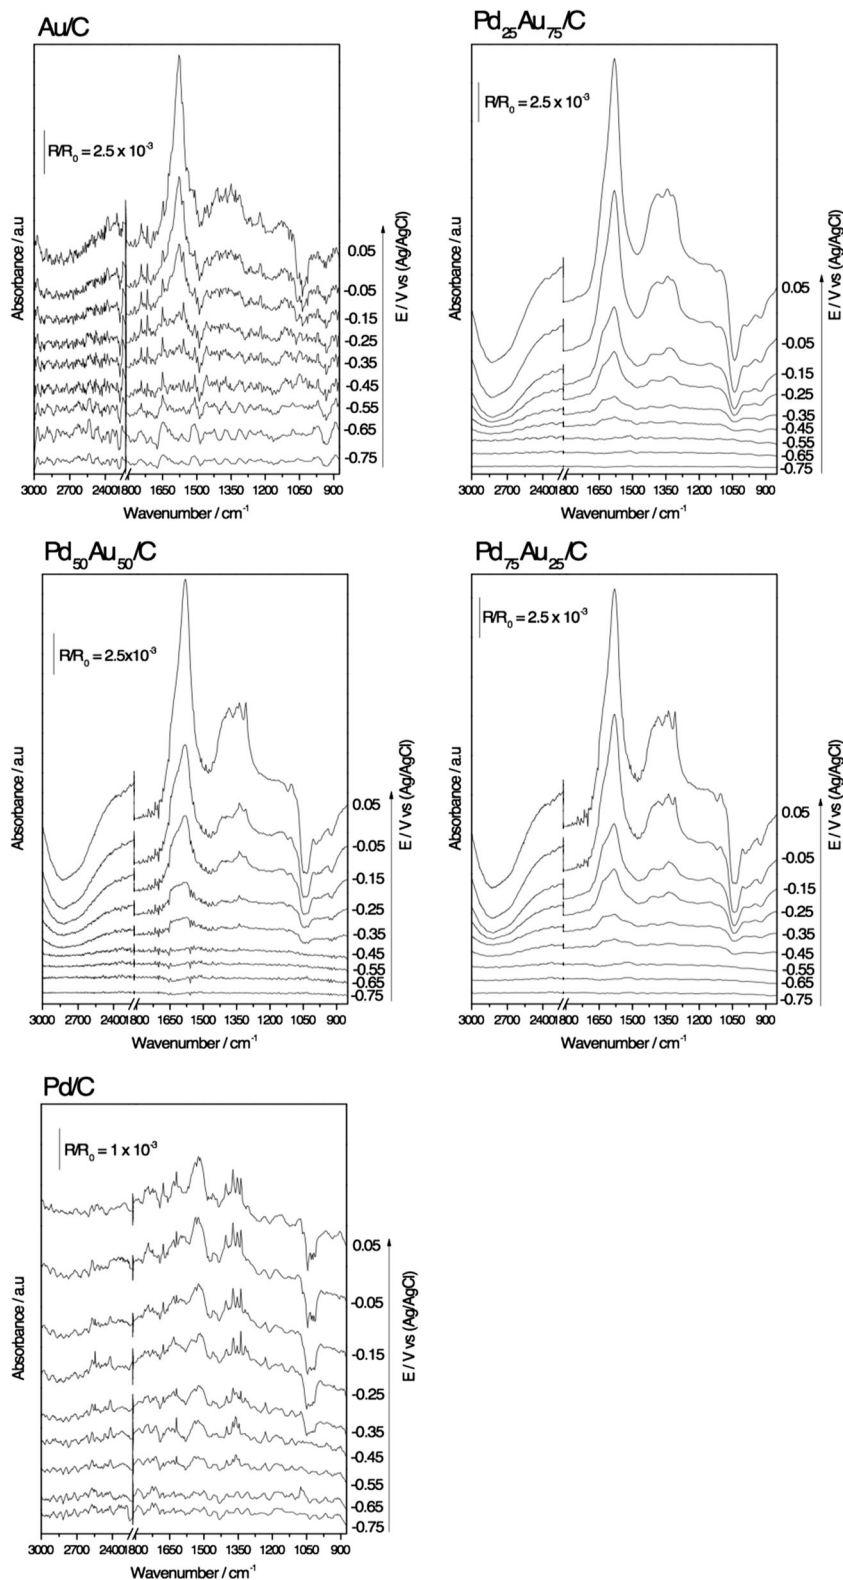 Au/C
R/R₀ = 2.5 x 10⁻³
Absorbance / a.u
0.05
-0.05
-0.15
-0.25
-0.35
-0.45
-0.55
-0.65
-0.75
E / V vs (Ag/AgCl)
3000 2700 2400 1800 1650 1500 1350 1200 1050 900
Wavenumber / cm⁻¹
Pd₂₅Au₇₅/C
R/R₀ = 2.5 x 10⁻³
Absorbance / a.u
0.05
-0.05
-0.15
-0.25
-0.35
-0.45
-0.55
-0.65
-0.75
E / V vs (Ag/AgCl)
3000 2700 2400 1800 1650 1500 1350 1200 1050 900
Wavenumber / cm⁻¹
Pd₅₀Au₅₀/C
R/R₀ = 2.5x10⁻³
Absorbance / a.u
0.05
-0.05
-0.15
-0.25
-0.35
-0.45
-0.55
-0.65
-0.75
E / V vs (Ag/AgCl)
3000 2700 2400 1800 1650 1500 1350 1200 1050 900
Wavenumber / cm⁻¹
Pd₇₅Au₂₅/C
R/R₀ = 2.5 x 10⁻³
Absorbance / a.u
0.05
-0.05
-0.15
-0.25
-0.35
-0.45
-0.55
-0.65
-0.75
E / V vs (Ag/AgCl)
3000 2700 2400 1800 1650 1500 1350 1200 1050 900
Wavenumber / cm⁻¹
Pd/C
R/R₀ = 1 x 10⁻³
Absorbance / a.u
0.05
-0.05
-0.15
-0.25
-0.35
-0.45
-0.55
-0.65
-0.75
E / V vs (Ag/AgCl)
3000 2700 2400 1800 1650 1500 1350 1200 1050 900
Wavenumber / cm⁻¹